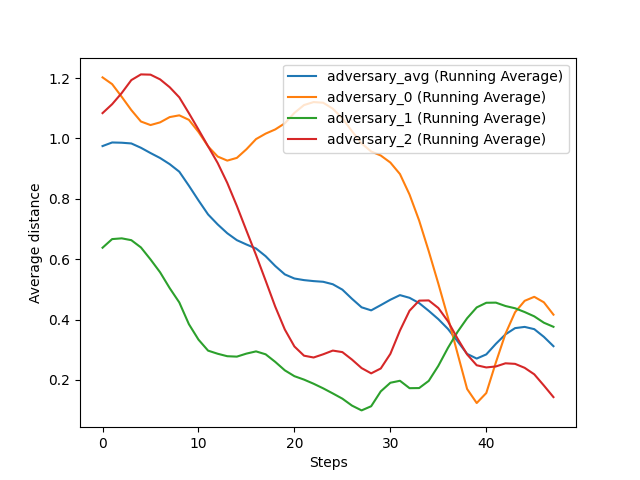 adversary_avg (Running Average)
adversary_0 (Running Average)
adversary_1 (Running Average)
adversary_2 (Running Average)
1.2
1.0
0.8
0.6
0.4
0.2
Average distance
0 10 20 30 40
Steps